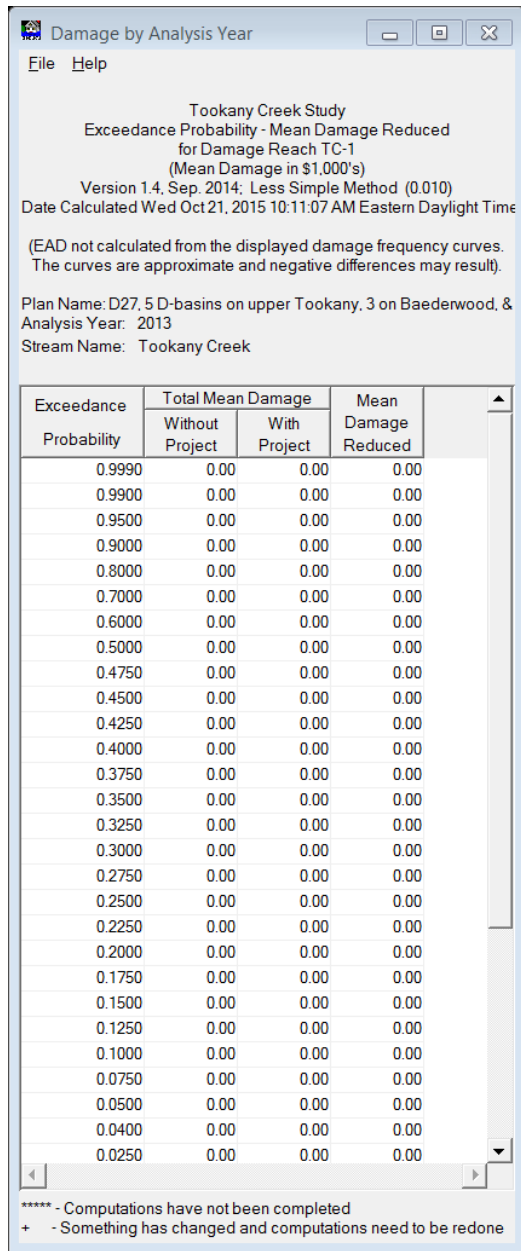 Damage by Analysis Year
File Help
Tookany Creek Study
Exceedance Probability - Mean Damage Reduced
for Damage Reach TC-1
(Mean Damage in $1,000's)
Version 1.4, Sep. 2014; Less Simple Method (0.010)
Date Calculated Wed Oct 21, 2015 10:11:07 AM Eastern Daylight Time
(EAD not calculated from the displayed damage frequency curves.
The curves are approximate and negative differences may result).
Plan Name: D27, 5 D-basins on upper Tookany, 3 on Baederwood, &
Analysis Year: 2013
Stream Name: Tookany Creek
Exceedance Probability Total Mean Damage Mean Damage Reduced
Without Project With Project
0.9990 0.00 0.00 0.00
0.9900 0.00 0.00 0.00
0.9500 0.00 0.00 0.00
0.9000 0.00 0.00 0.00
0.8000 0.00 0.00 0.00
0.7000 0.00 0.00 0.00
0.6000 0.00 0.00 0.00
0.5000 0.00 0.00 0.00
0.4750 0.00 0.00 0.00
0.4500 0.00 0.00 0.00
0.4250 0.00 0.00 0.00
0.4000 0.00 0.00 0.00
0.3750 0.00 0.00 0.00
0.3500 0.00 0.00 0.00
0.3250 0.00 0.00 0.00
0.3000 0.00 0.00 0.00
0.2750 0.00 0.00 0.00
0.2500 0.00 0.00 0.00
0.2250 0.00 0.00 0.00
0.2000 0.00 0.00 0.00
0.1750 0.00 0.00 0.00
0.1500 0.00 0.00 0.00
0.1250 0.00 0.00 0.00
0.1000 0.00 0.00 0.00
0.0750 0.00 0.00 0.00
0.0500 0.00 0.00 0.00
0.0400 0.00 0.00 0.00
0.0250 0.00 0.00 0.00
***** - Computations have not been completed
+ - Something has changed and computations need to be redone